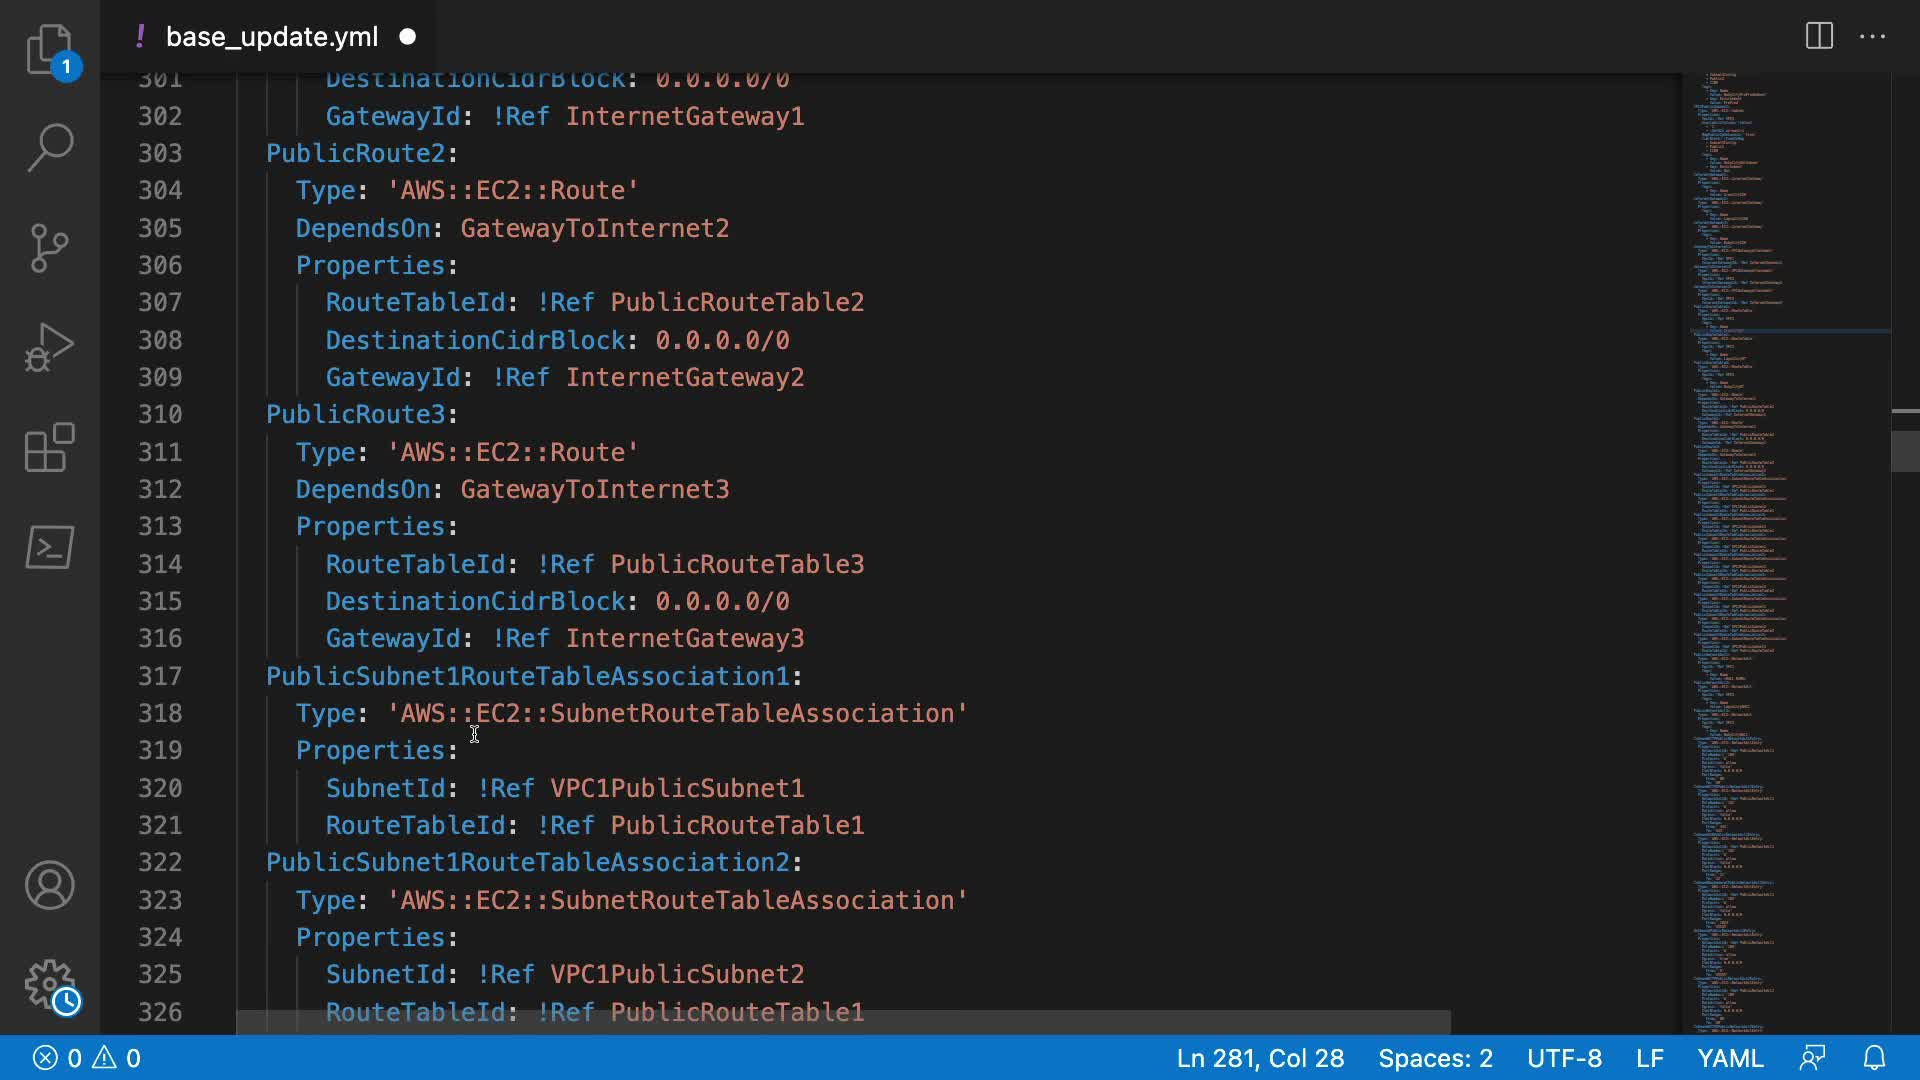 ! base_update.yml
1
301 DestinationCidrBlock: 0.0.0.0/0
302 GatewayId: !Ref InternetGateway1
303 PublicRoute2:
304 Type: 'AWS::EC2::Route'
305 DependsOn: GatewayToInternet2
306 Properties:
307 RouteTableId: !Ref PublicRouteTable2
308 DestinationCidrBlock: 0.0.0.0/0
309 GatewayId: !Ref InternetGateway2
310 PublicRoute3:
311 Type: 'AWS::EC2::Route'
312 DependsOn: GatewayToInternet3
313 Properties:
314 RouteTableId: !Ref PublicRouteTable3
315 DestinationCidrBlock: 0.0.0.0/0
316 GatewayId: !Ref InternetGateway3
317 PublicSubnet1RouteTableAssociation1:
318 Type: 'AWS::EC2::SubnetRouteTableAssociation'
319 Properties:
320 SubnetId: !Ref VPC1PublicSubnet1
321 RouteTableId: !Ref PublicRouteTable1
322 PublicSubnet1RouteTableAssociation2:
323 Type: 'AWS::EC2::SubnetRouteTableAssociation'
324 Properties:
325 SubnetId: !Ref VPC1PublicSubnet2
326 RouteTableId: !Ref PublicRouteTable1
0 0 Ln 281, Col 28 Spaces: 2 UTF-8 LF YAML